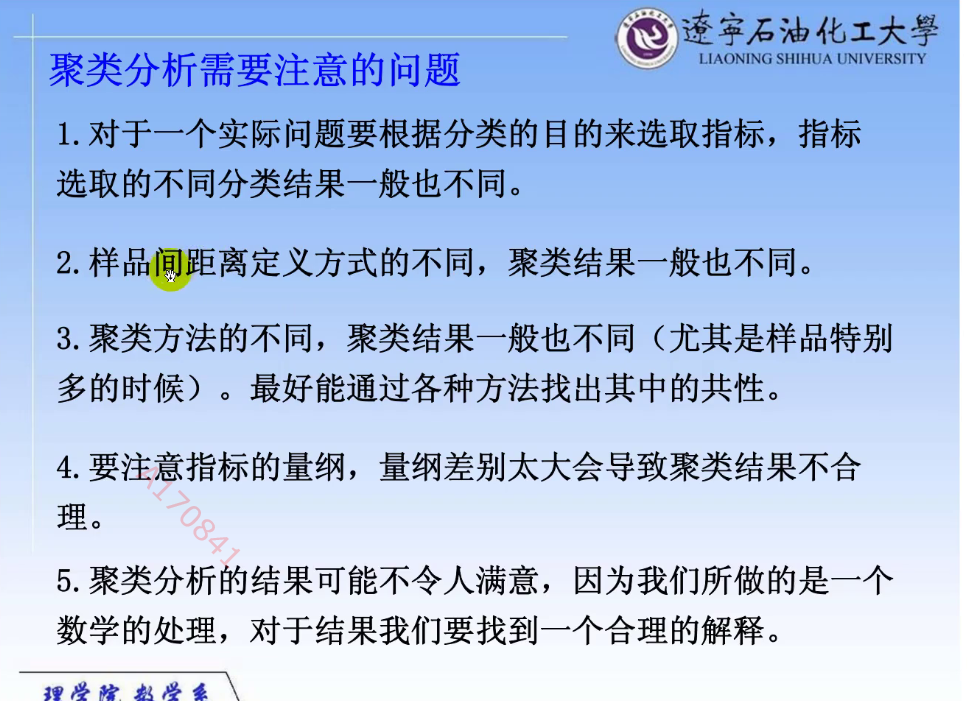 遼寧石油化工大學
LIAONING SHIHUA UNIVERSITY
聚类分析需要注意的问题
1.对于一个实际问题要根据分类的目的来选取指标，指标
选取的不同分类结果一般也不同。
2.样品间距离定义方式的不同，聚类结果一般也不同。
3.聚类方法的不同，聚类结果一般也不同（尤其是样品特别
多的时候）。最好能通过各种方法找出其中的共性。
4.要注意指标的量纲，量纲差别太大会导致聚类结果不合
理。
A170841
5.聚类分析的结果可能不令人满意，因为我们所做的是一个
数学的处理，对于结果我们要找到一个合理的解释。
理学院 数学系